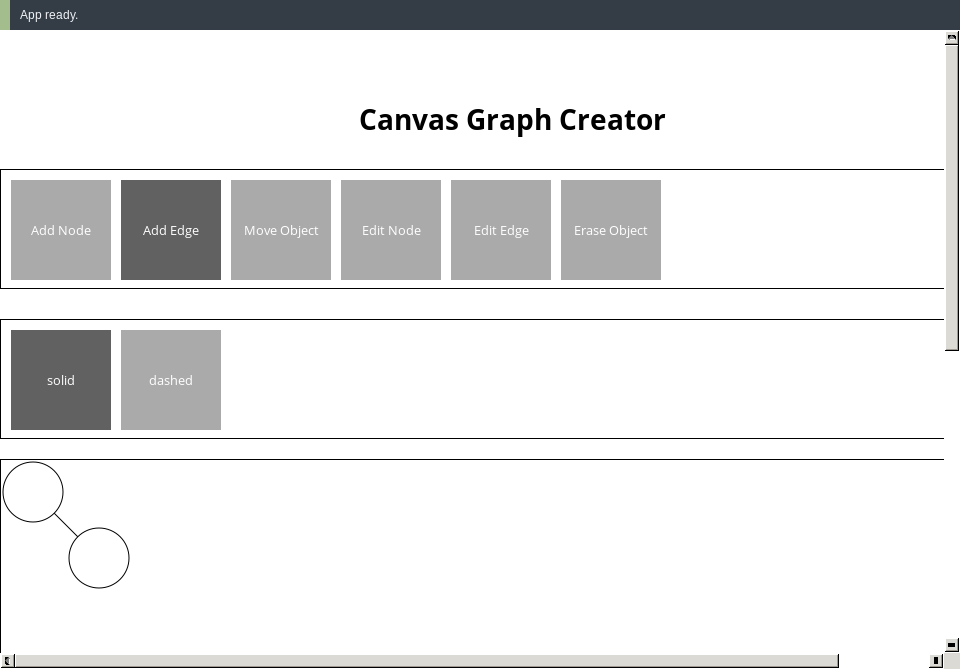 App ready.
Canvas Graph Creator
Add Node
Add Edge
Move Object
Edit Node
Edit Edge
Erase Object
solid
dashed